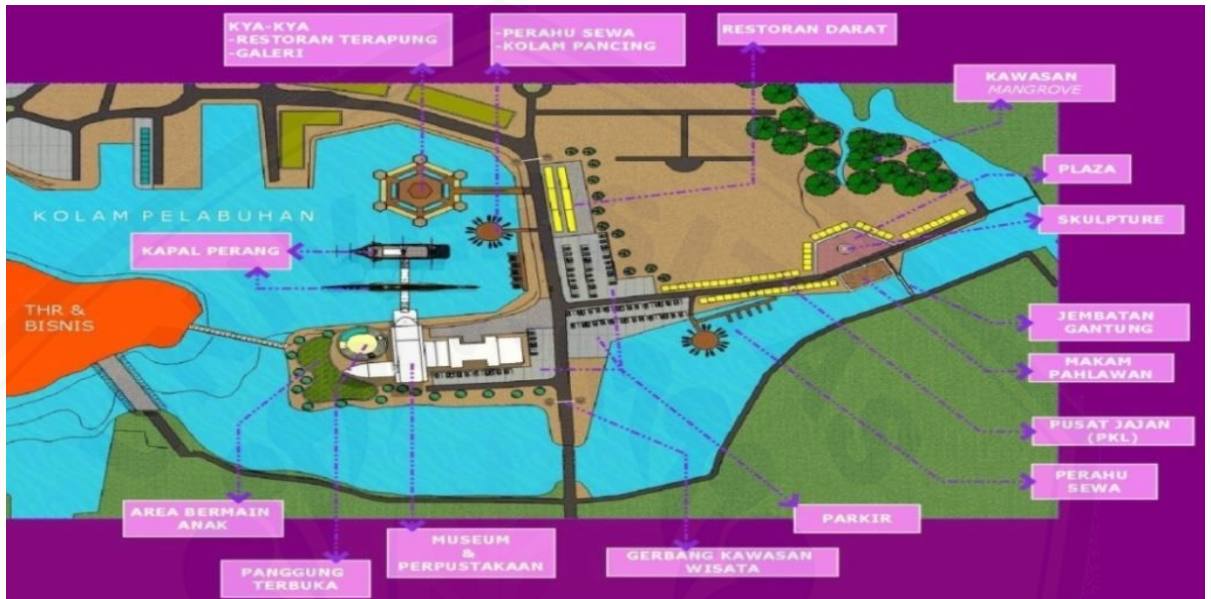 KYA-KYA
-RESTORAN TERAPUNG
-GALERI
-PERAHU SEWA
-KOLAM PANCING
RESTORAN DARAT
KAWASAN
MANGROVE
PLAZA
SKULPTURE
KOLAM PELABUHAN
KAPAL PERANG
THR &
BISNIS
JEMBATAN
GANTUNG
MAKAM
PAHLAWAN
PUSAT JAJAN
(PKL)
PERAHU
SEWA
PARKIR
GERBANG KAWASAN
WISATA
MUSEUM
&
PERPUSTAKAAN
PANGGUNG
TERBUKA
AREA BERMAIN
ANAK